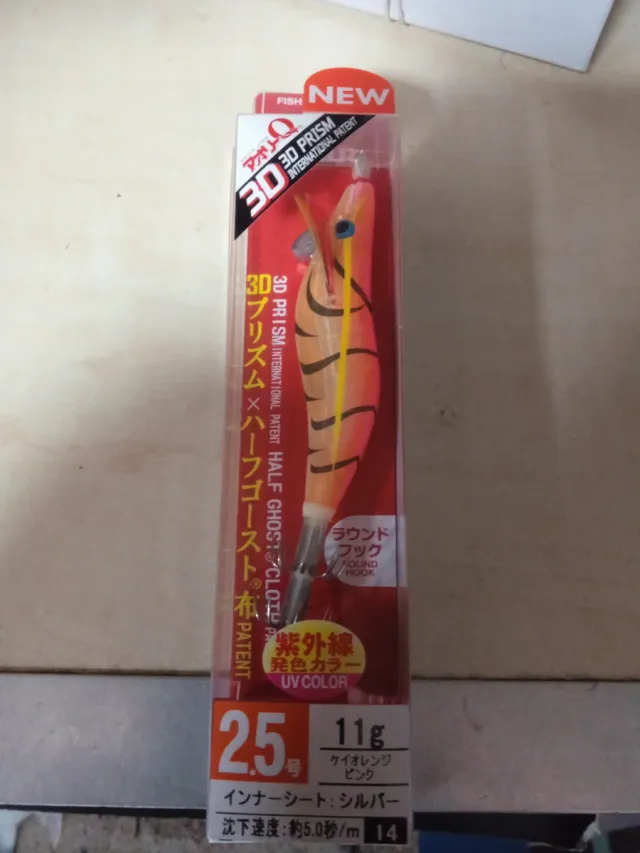 FISH
NEW
アオリーQ
3D
3D PRISM
INTERNATIONAL PATENT
3D PRISM INTERNATIONAL PATENT HALF GHOST® CLOTH
3Dプリズム×ハーフゴースト®布 PATENT
ラウンド
フック
ROUND
HOOK
紫外線
発色カラー
UV COLOR
2.5号
11g
ケイオレンジ
ピンク
インナーシート:シルバー
沈下速度:約5.0秒/m
14